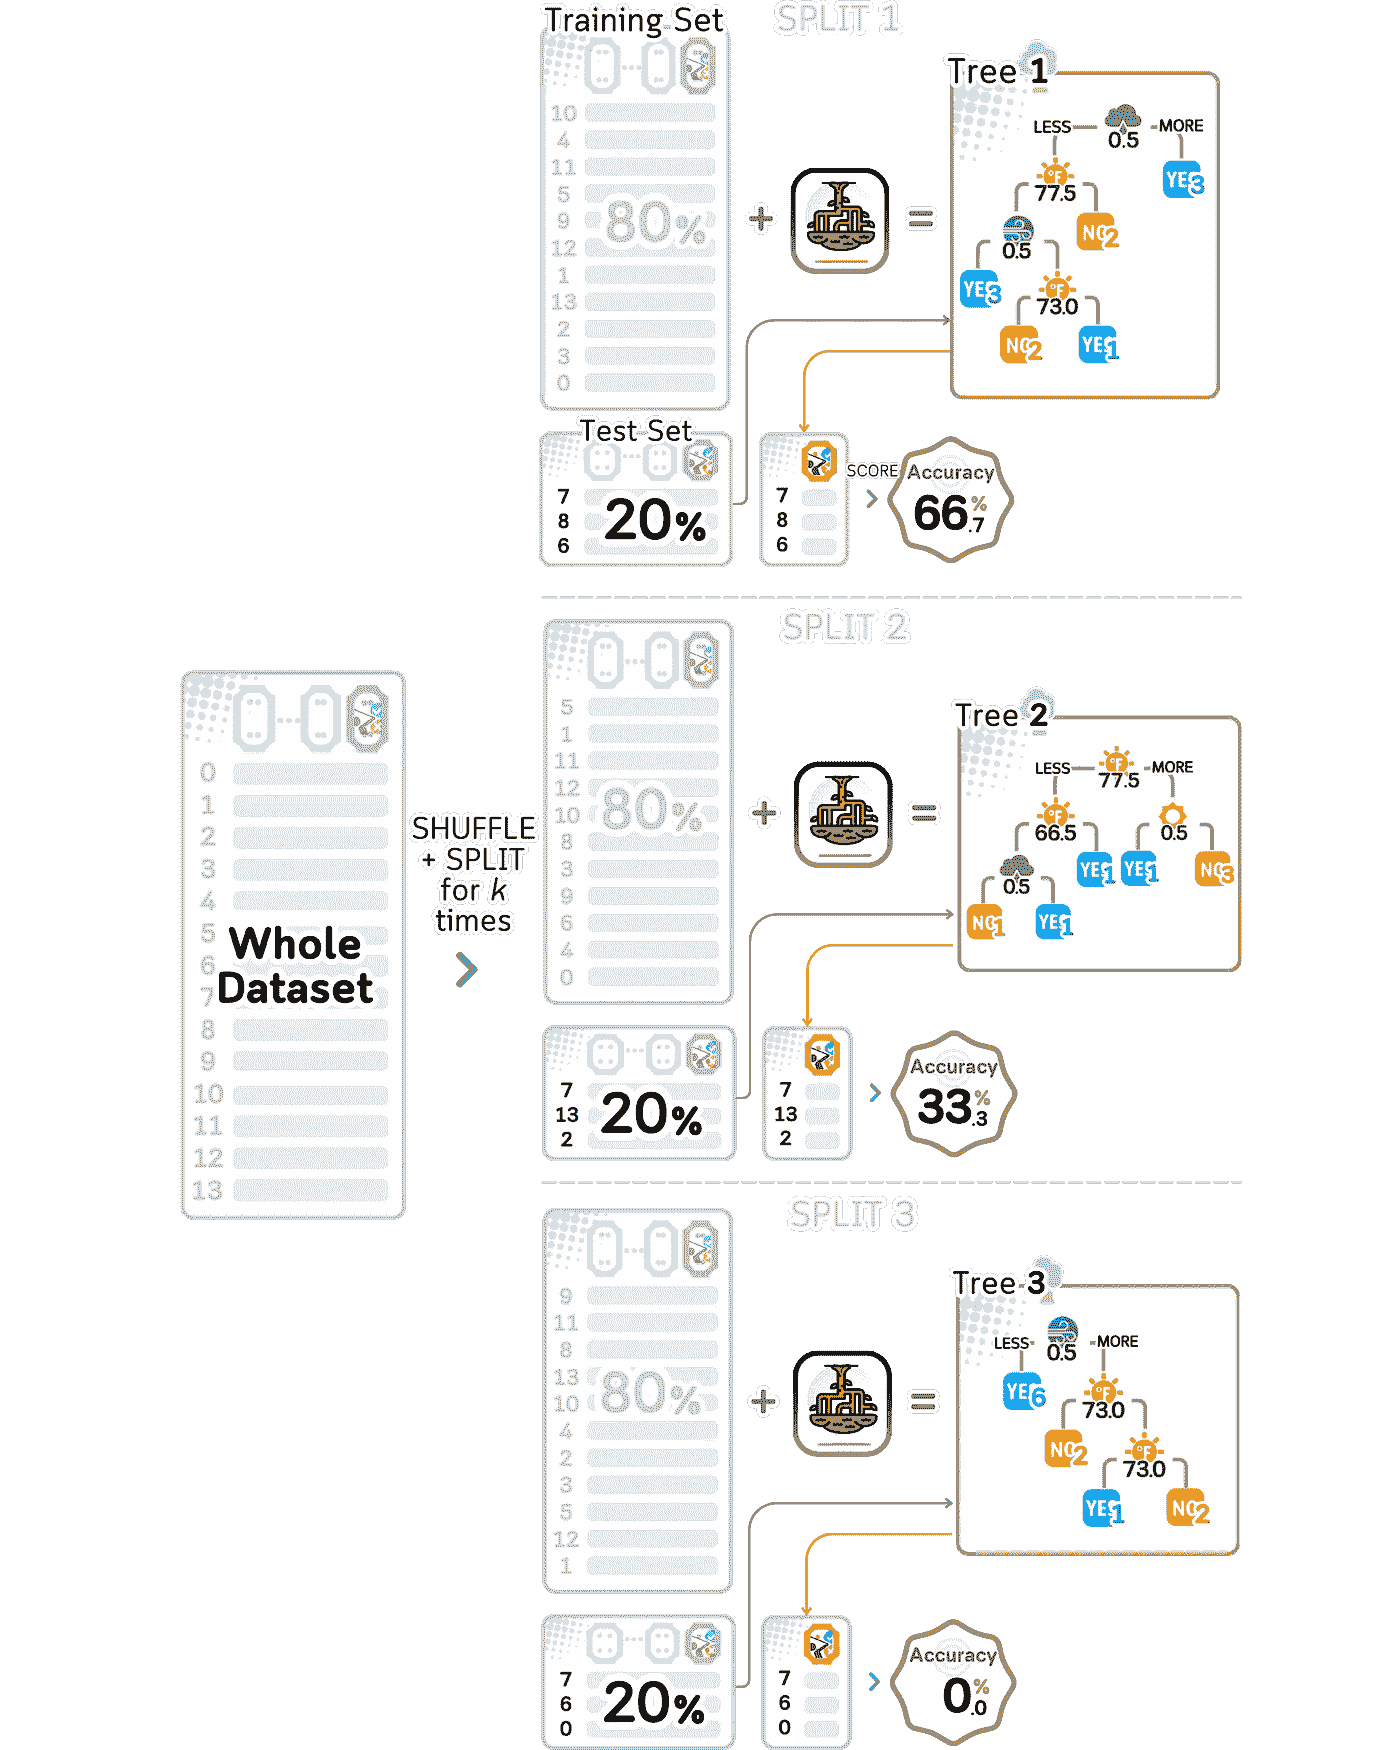 Training Set
SPLIT 1
Tree 1
10
4
11
5
9
12
1
13
2
3
0
80%
+
=
LESS
0.5
MORE
YES 3
77.5
0.5
NO 2
YES 3
73.0
NO 2
YES 1
Test Set
7
8
6
20%
7
8
6
SCORE
Accuracy
66.7%
SPLIT 2
5
1
11
12
10
8
3
9
6
4
0
80%
+
=
Tree 2
LESS
77.5
MORE
66.5
0.5
0.5
YES 1
YES 1
NO 3
NO 1
YES 1
7
13
2
20%
7
13
2
Accuracy
33.3%
0
1
2
3
4
5
6
7
8
9
10
11
12
13
Whole
Dataset
SHUFFLE
+ SPLIT
for k
times
SPLIT 3
9
11
8
13
10
4
2
3
5
12
1
80%
+
=
Tree 3
LESS
0.5
MORE
YES 6
73.0
NO 2
73.0
YES 1
NO 2
7
6
0
20%
7
6
0
Accuracy
0.0%